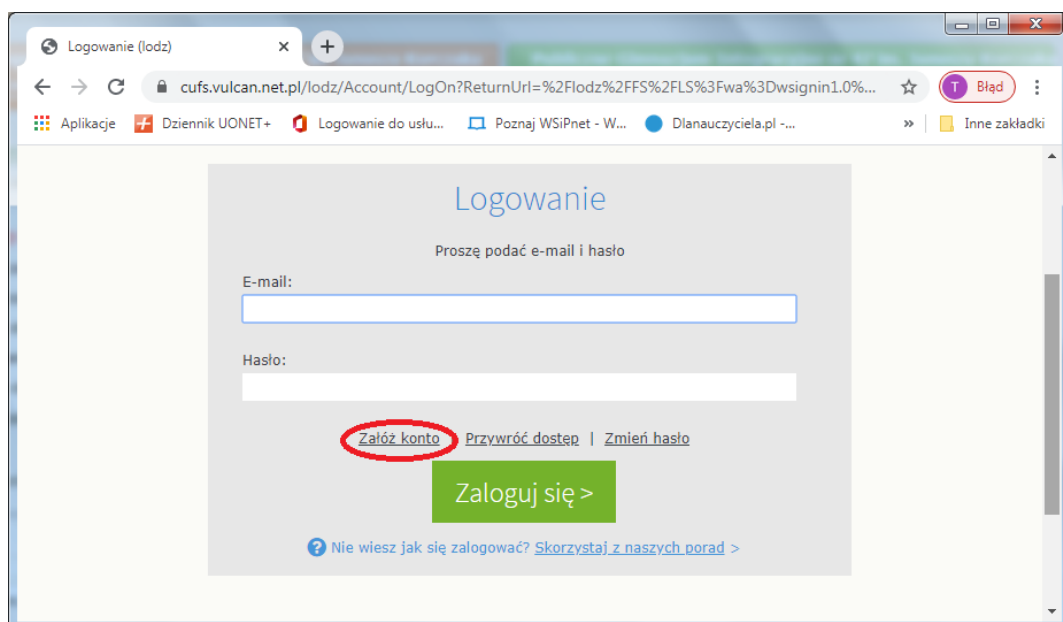 Logowanie (lodz)
cufs.vulcan.net.pl/lodz/Account/LogOn?ReturnUrl=%2Flodz%2FFS%2FLS%3Fwa%3Dwsignin1.0%...
T Błąd
Aplikacje Dziennik UONET+ Logowanie do usłu... Poznaj WSiPnet - W... Dlanauczyciela.pl -... » Inne zakładki
Logowanie
Proszę podać e-mail i hasło
E-mail:
Hasło:
Załóż konto Przywróć dostęp | Zmień hasło
Zaloguj się >
? Nie wiesz jak się zalogować? Skorzystaj z naszych porad >